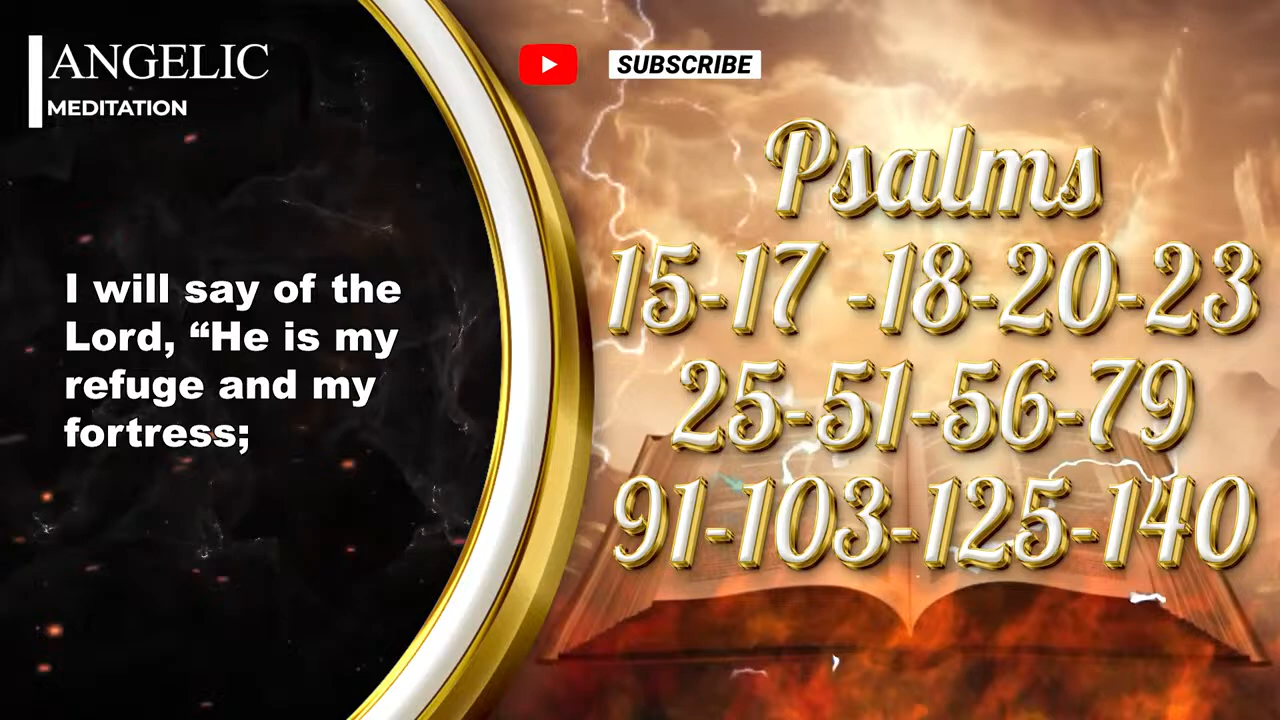 ANGELIC
MEDITATION
SUBSCRIBE
I will say of the
Lord, “He is my
refuge and my
fortress;
Psalms
15-17 -18-20-23
25-51-56-79
91-103-125-140